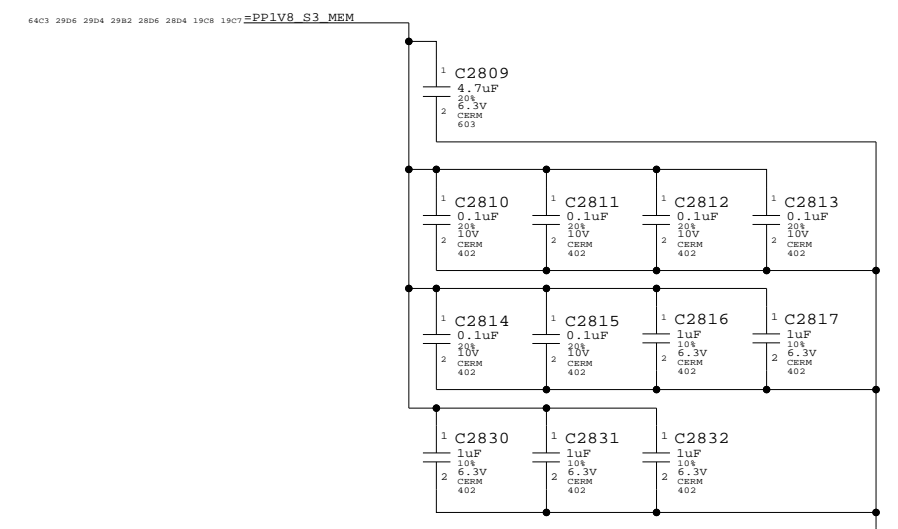 64C3 29D6 29D4 29B2 28D6 28D4 19C8 19C7 =PP1V8_S3_MEM
1 C2809
4.7uF
20%
6.3V
2 CERM
603
1 C2810 1 C2811 1 C2812 1 C2813
0.1uF 0.1uF 0.1uF 0.1uF
20% 20% 20% 20%
10V 10V 10V 10V
2 CERM 2 CERM 2 CERM 2 CERM
402 402 402 402
1 C2814 1 C2815 1 C2816 1 C2817
0.1uF 0.1uF 1uF 1uF
20% 20% 10% 10%
10V 10V 6.3V 6.3V
2 CERM 2 CERM 2 CERM 2 CERM
402 402 402 402
1 C2830 1 C2831 1 C2832
1uF 1uF 1uF
10% 10% 10%
6.3V 6.3V 6.3V
2 CERM 2 CERM 2 CERM
402 402 402